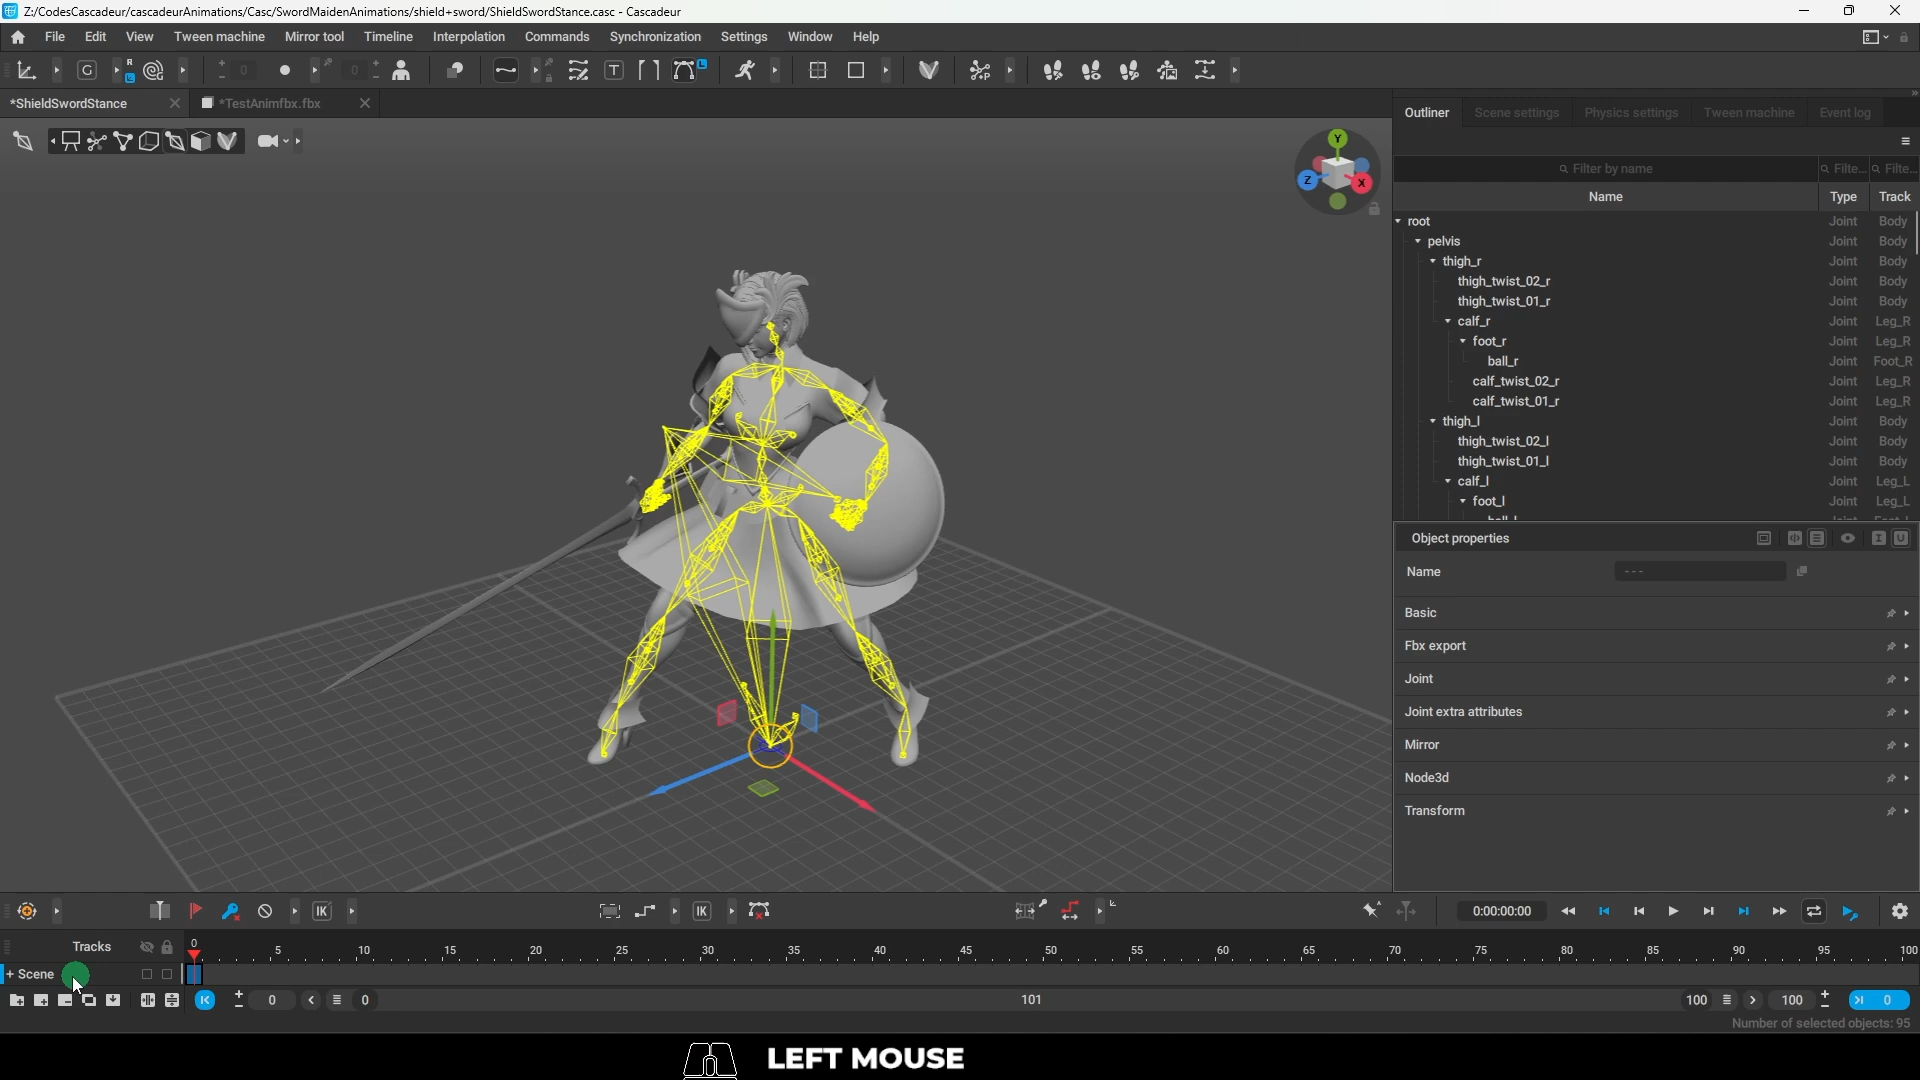 Z:/CodesCascadeur/cascadeurAnimations/Casc/SwordMaidenAnimations/shield+sword/ShieldSwordStance.casc - Cascadeur
File Edit View Tween machine Mirror tool Timeline Interpolation Commands Synchronization Settings Window Help
G R 0 0 T L
*ShieldSwordStance *TestAnimfbx.fbx
Outliner Scene settings Physics settings Tween machine Event log
Y Z X
Filter by name Filte... Filte...
Name Type Track
root Joint Body
pelvis Joint Body
thigh_r Joint Body
thigh_twist_02_r Joint Body
thigh_twist_01_r Joint Body
calf_r Joint Leg_R
foot_r Joint Leg_R
ball_r Joint Foot_R
calf_twist_02_r Joint Leg_R
calf_twist_01_r Joint Leg_R
thigh_l Joint Body
thigh_twist_02_l Joint Body
thigh_twist_01_l Joint Body
calf_l Joint Leg_L
foot_l Joint Leg_L
Object properties
Name ---
Basic
Fbx export
Joint
Joint extra attributes
Mirror
Node3d
Transform
IK IK 0:00:00:00
Tracks 0 5 10 15 20 25 30 35 40 45 50 55 60 65 70 75 80 85 90 95 100
+ Scene
0 0 101 100 100 0
Number of selected objects: 95
LEFT MOUSE